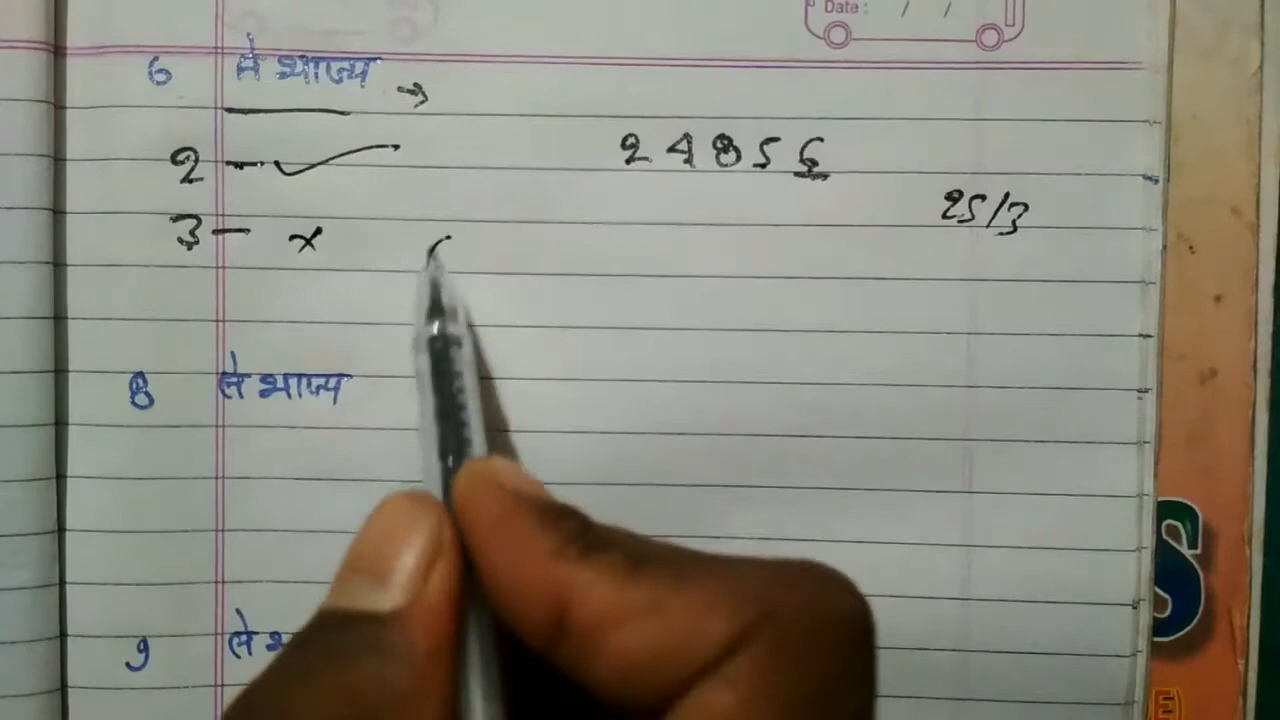 Date : / /
6 ले भाज्य →
2 - ✓ 24856
25/3
3 - x
8 ले भाज्य
9 ले
S
E